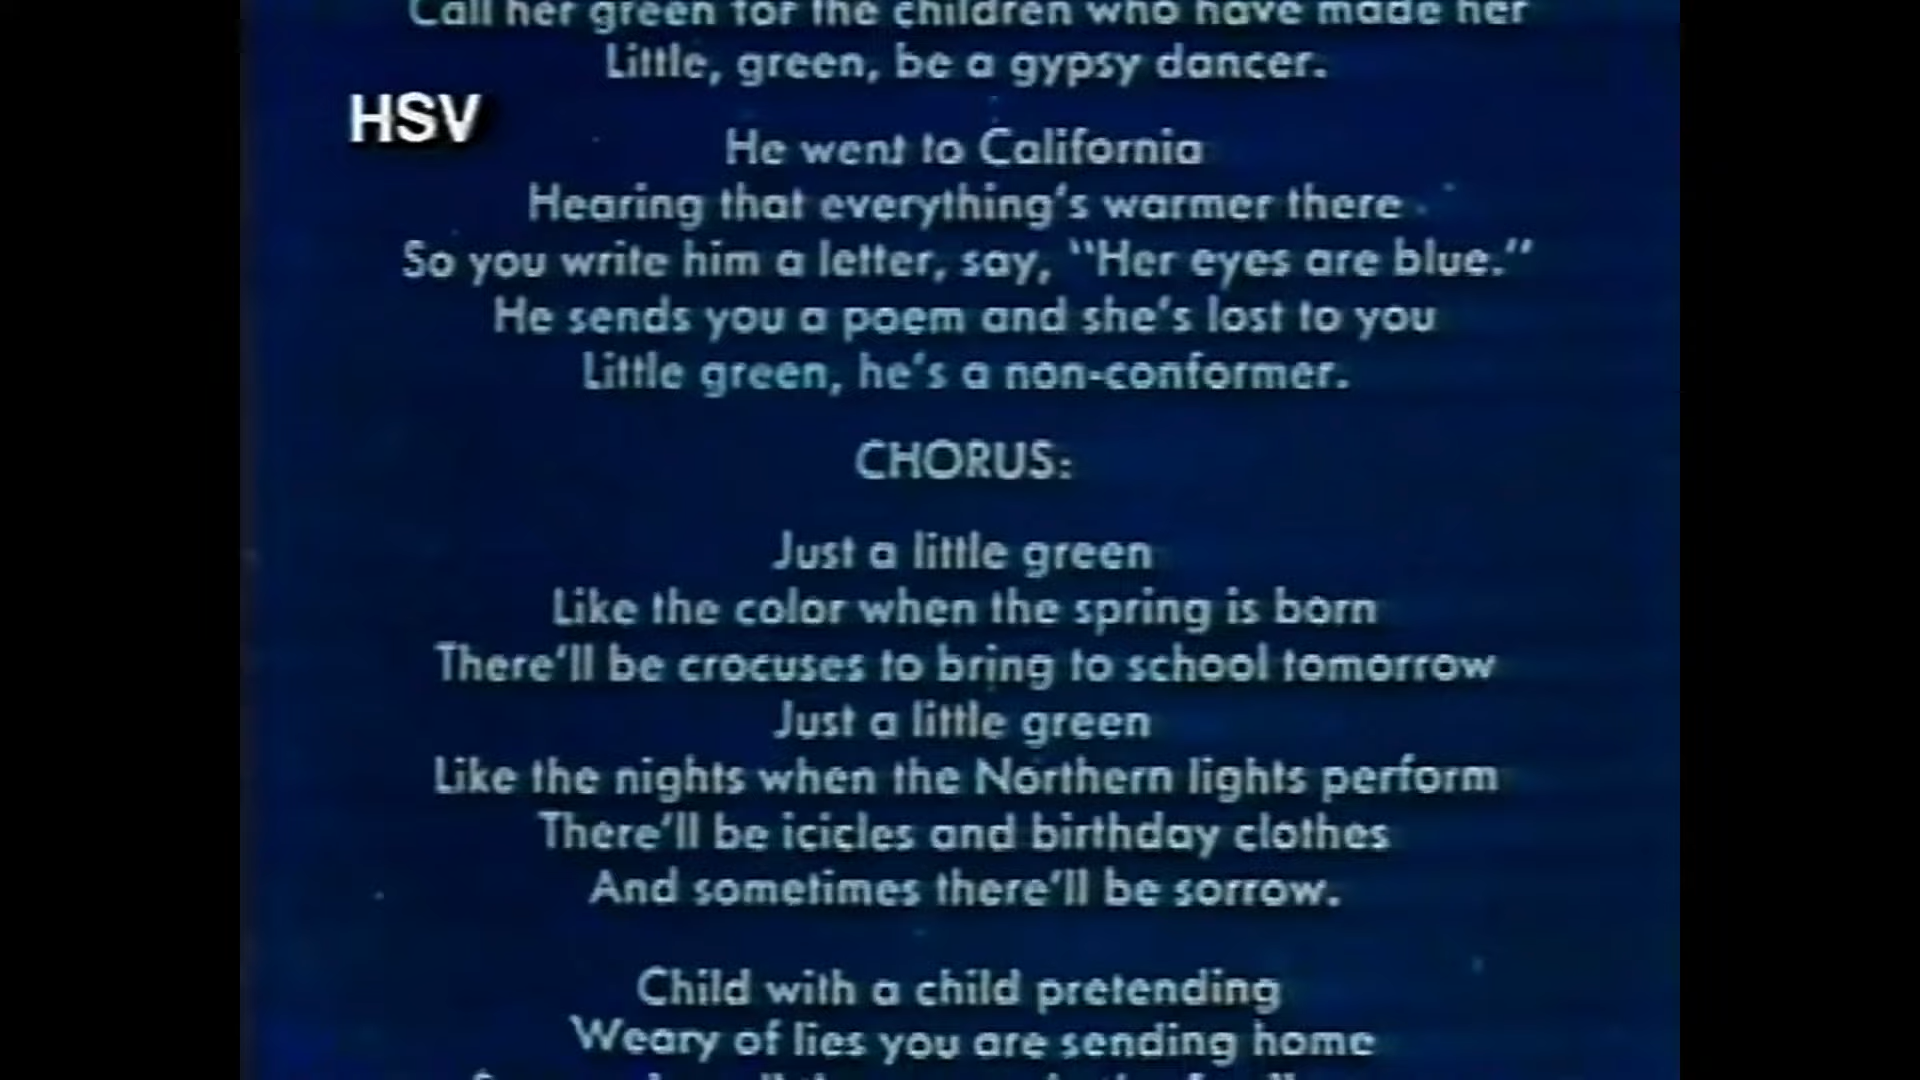 Call her green for the children who have made her
Little, green, be a gypsy dancer.
HSV
He went to California
Hearing that everything's warmer there
So you write him a letter, say, "Her eyes are blue."
He sends you a poem and she's lost to you
Little green, he's a non-conformer.
CHORUS:
Just a little green
Like the color when the spring is born
There'll be crocuses to bring to school tomorrow
Just a little green
Like the nights when the Northern lights perform
There'll be icicles and birthday clothes
And sometimes there'll be sorrow.
Child with a child pretending
Weary of lies you are sending home